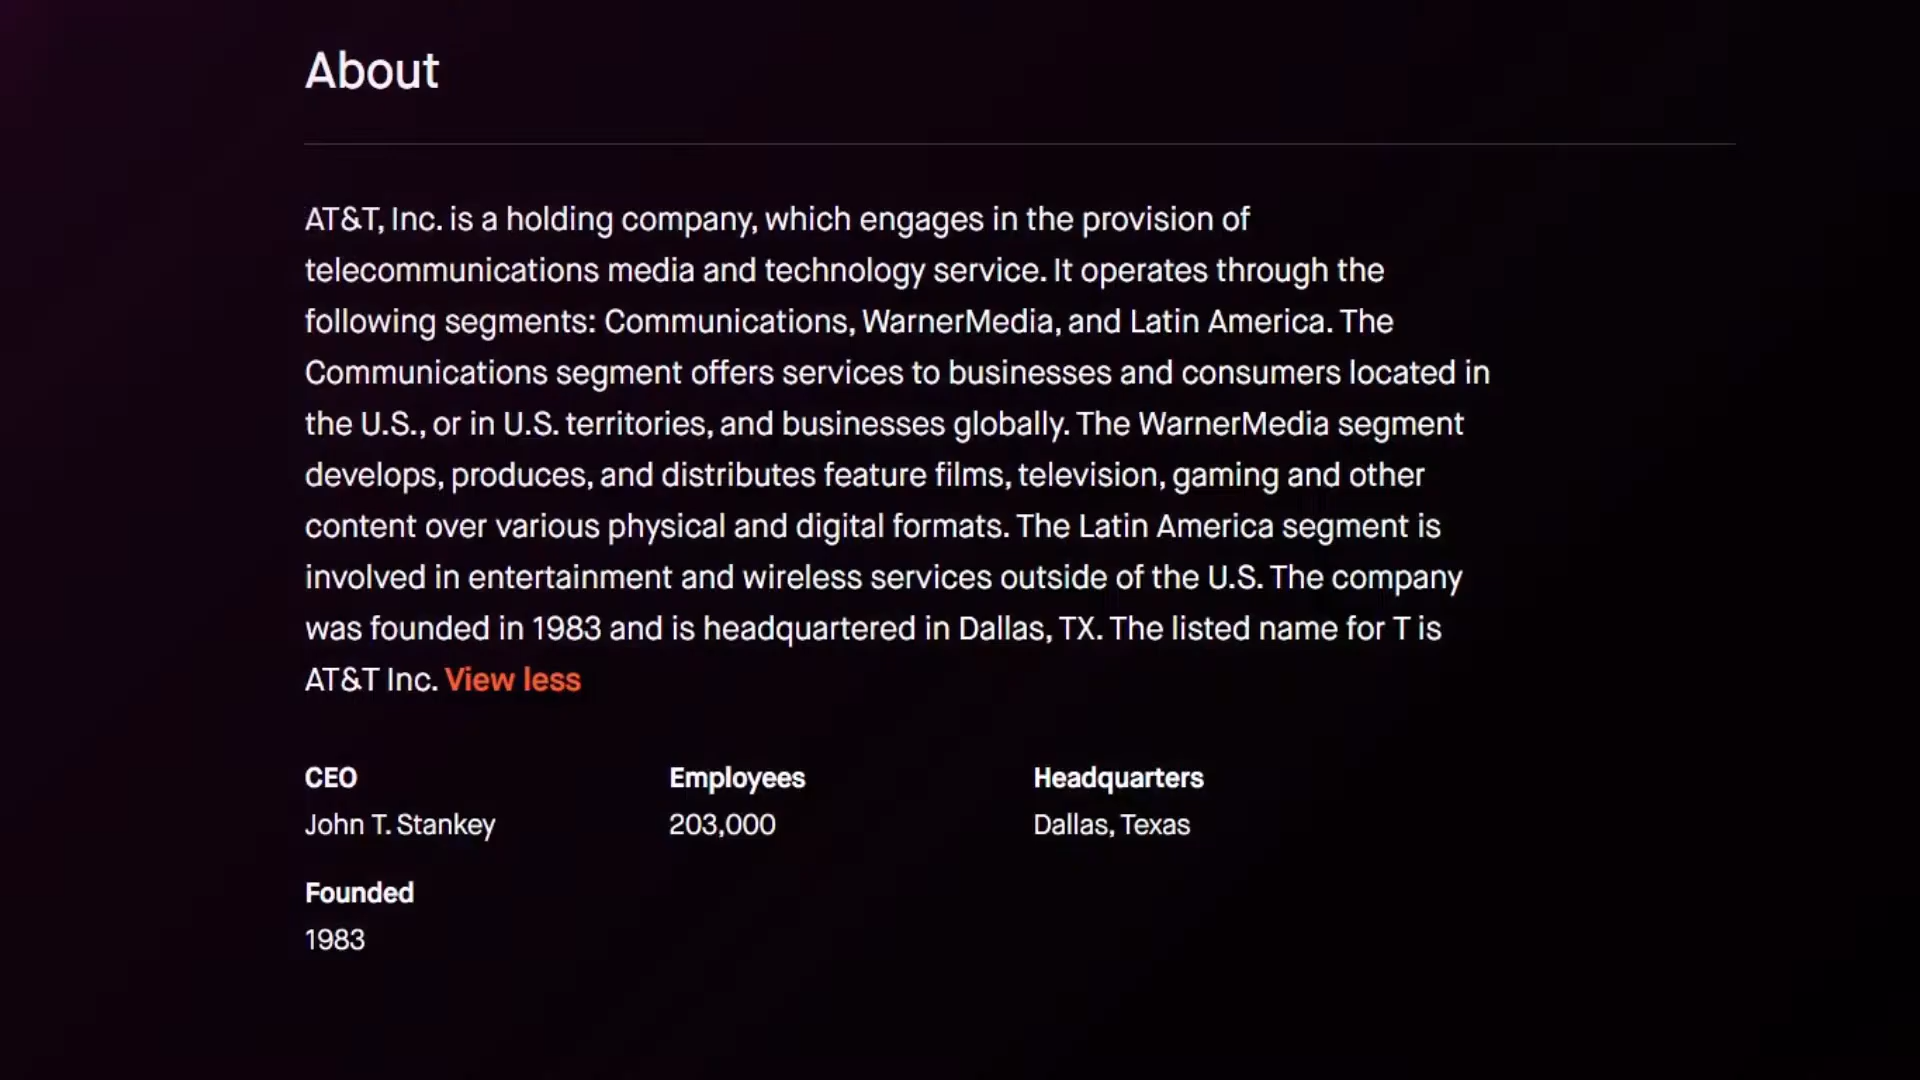 About
AT&T, Inc. is a holding company, which engages in the provision of
telecommunications media and technology service. It operates through the
following segments: Communications, WarnerMedia, and Latin America. The
Communications segment offers services to businesses and consumers located in
the U.S., or in U.S. territories, and businesses globally. The WarnerMedia segment
develops, produces, and distributes feature films, television, gaming and other
content over various physical and digital formats. The Latin America segment is
involved in entertainment and wireless services outside of the U.S. The company
was founded in 1983 and is headquartered in Dallas, TX. The listed name for T is
AT&T Inc. View less
CEO
John T. Stankey
Employees
203,000
Headquarters
Dallas, Texas
Founded
1983